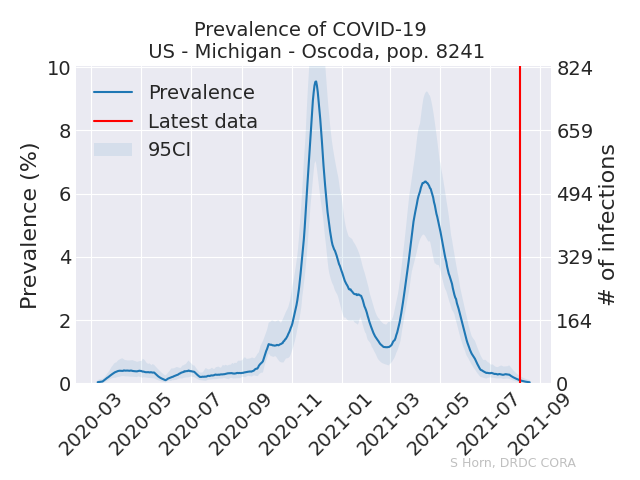 Prevalence of COVID-19
US - Michigan - Oscoda, pop. 8241
Prevalence (%)
10
8
6
4
2
0
Prevalence
Latest data
95CI
824
659
494
329
164
0
# of infections
2020-03
2020-05
2020-07
2020-09
2020-11
2021-01
2021-03
2021-05
2021-07
2021-09
S Horn, DRDC CORA